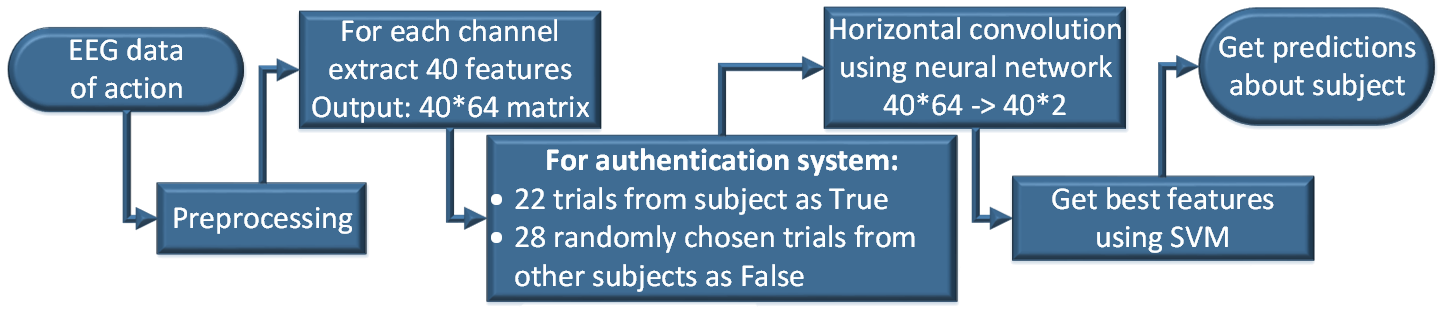 EEG data
of action
Preprocessing
For each channel
extract 40 features
Output: 40*64 matrix
For authentication system:
• 22 trials from subject as True
• 28 randomly chosen trials from
other subjects as False
Horizontal convolution
using neural network
40*64 -> 40*2
Get best features
using SVM
Get predictions
about subject